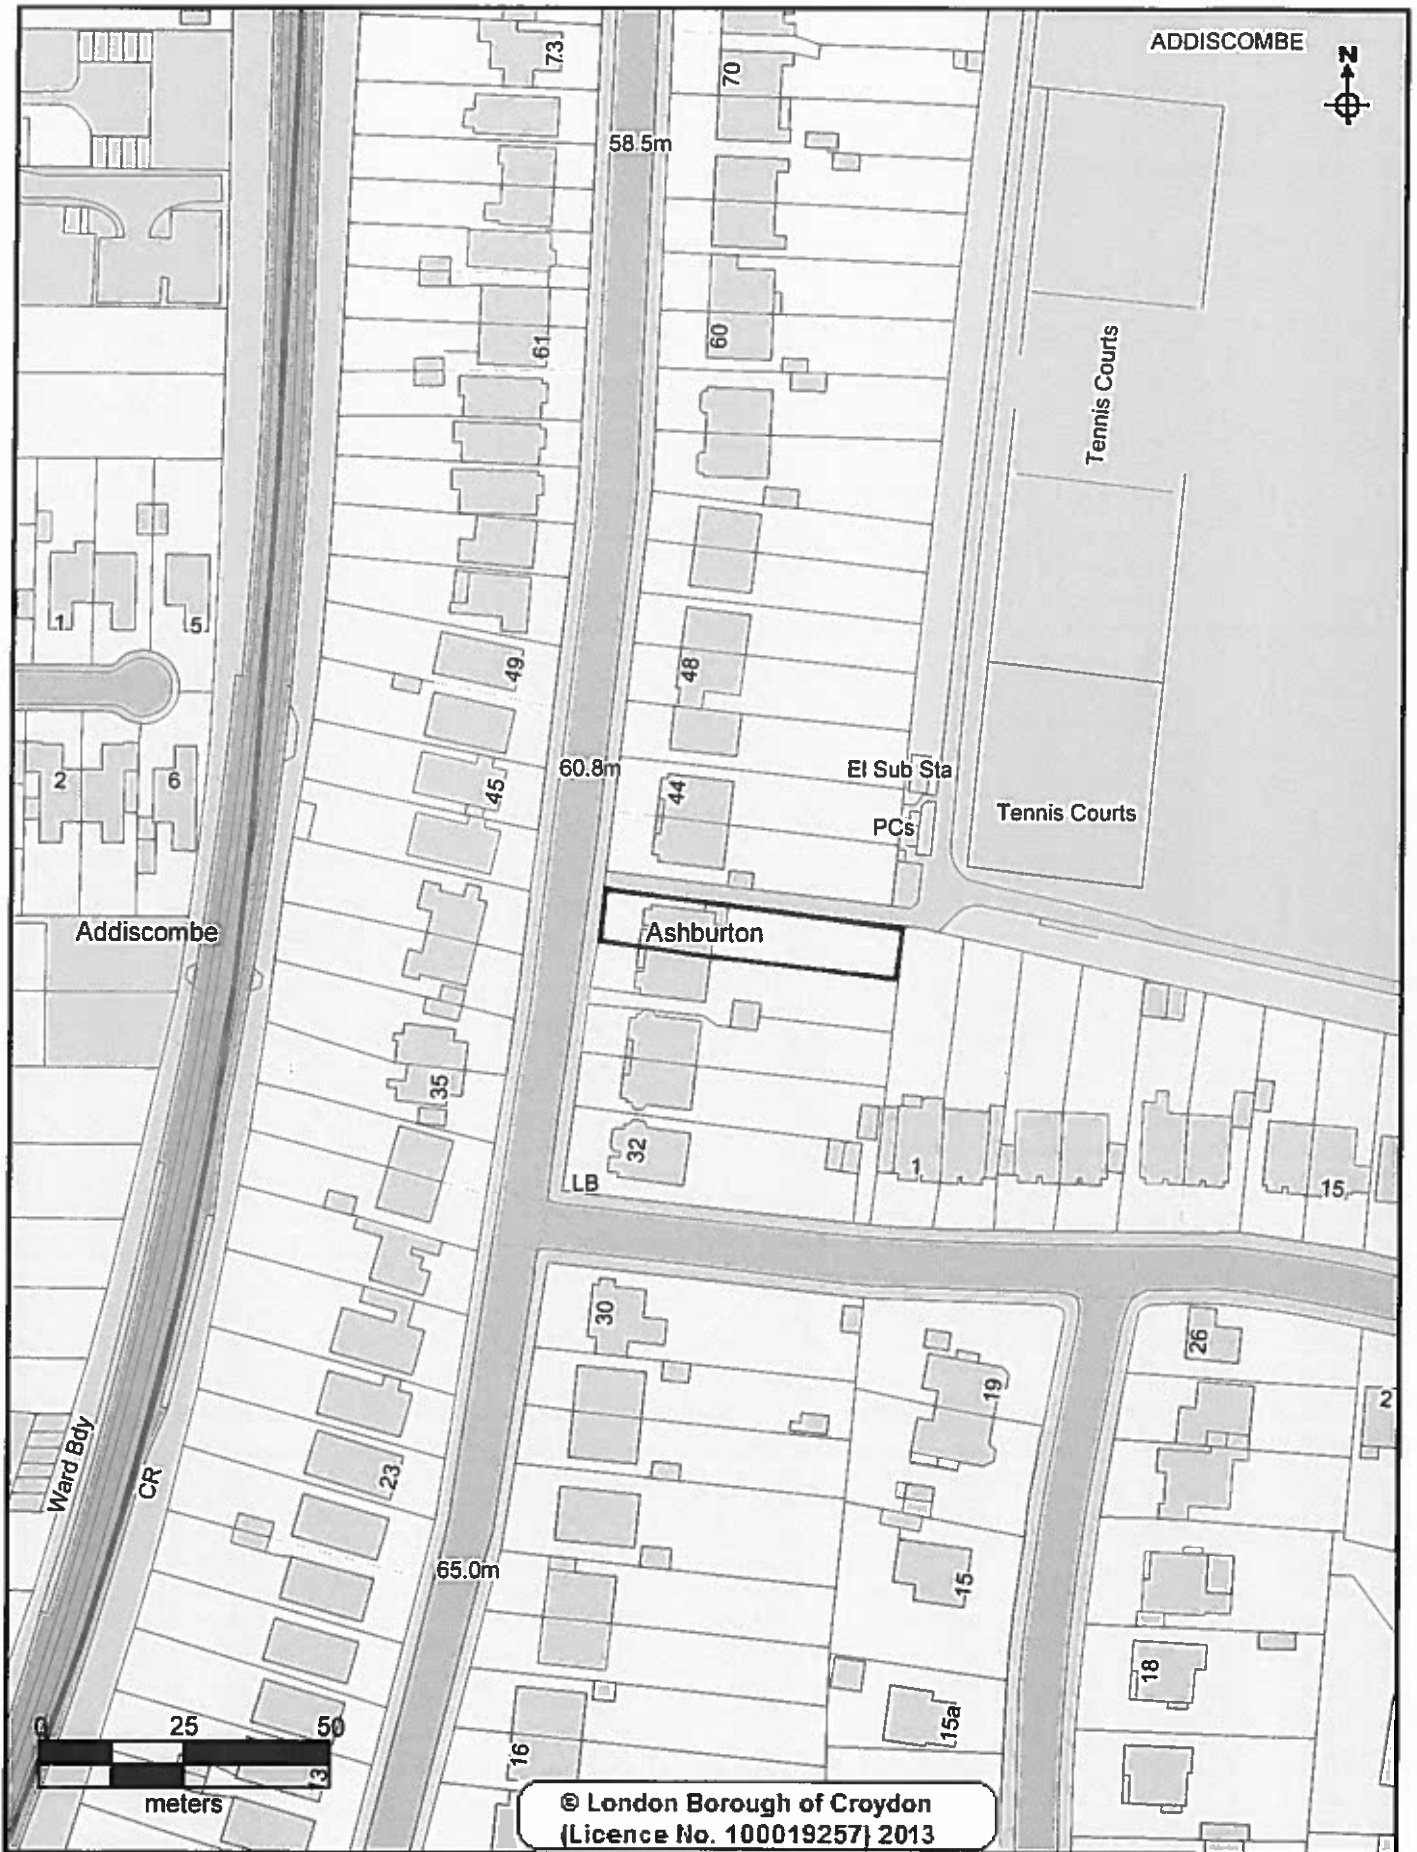 ADDISCOMBE
N
73
70
58.5m
61
60
Tennis Courts
1
5
49
48
2
6
45
60.8m
44
El Sub Sta
PCs
Tennis Courts
Addiscombe
Ashburton
35
32
LB
1
15
30
26
19
2
Ward Bdy
CR
23
65.0m
15
18
15a
16
13
0 25 50
meters
© London Borough of Croydon
(Licence No. 100019257) 2013